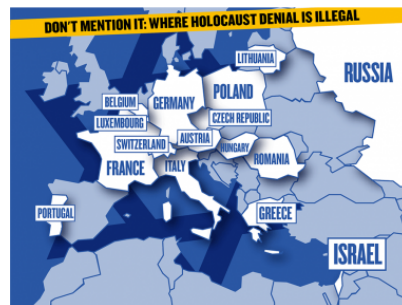 DON'T MENTION IT: WHERE HOLOCAUST DENIAL IS ILLEGAL
LITHUANIA
RUSSIA
POLAND
BELGIUM
GERMANY
LUXEMBOURG
CZECH REPUBLIC
SWITZERLAND
AUSTRIA
HUNGARY
FRANCE
ITALY
ROMANIA
PORTUGAL
GREECE
ISRAEL